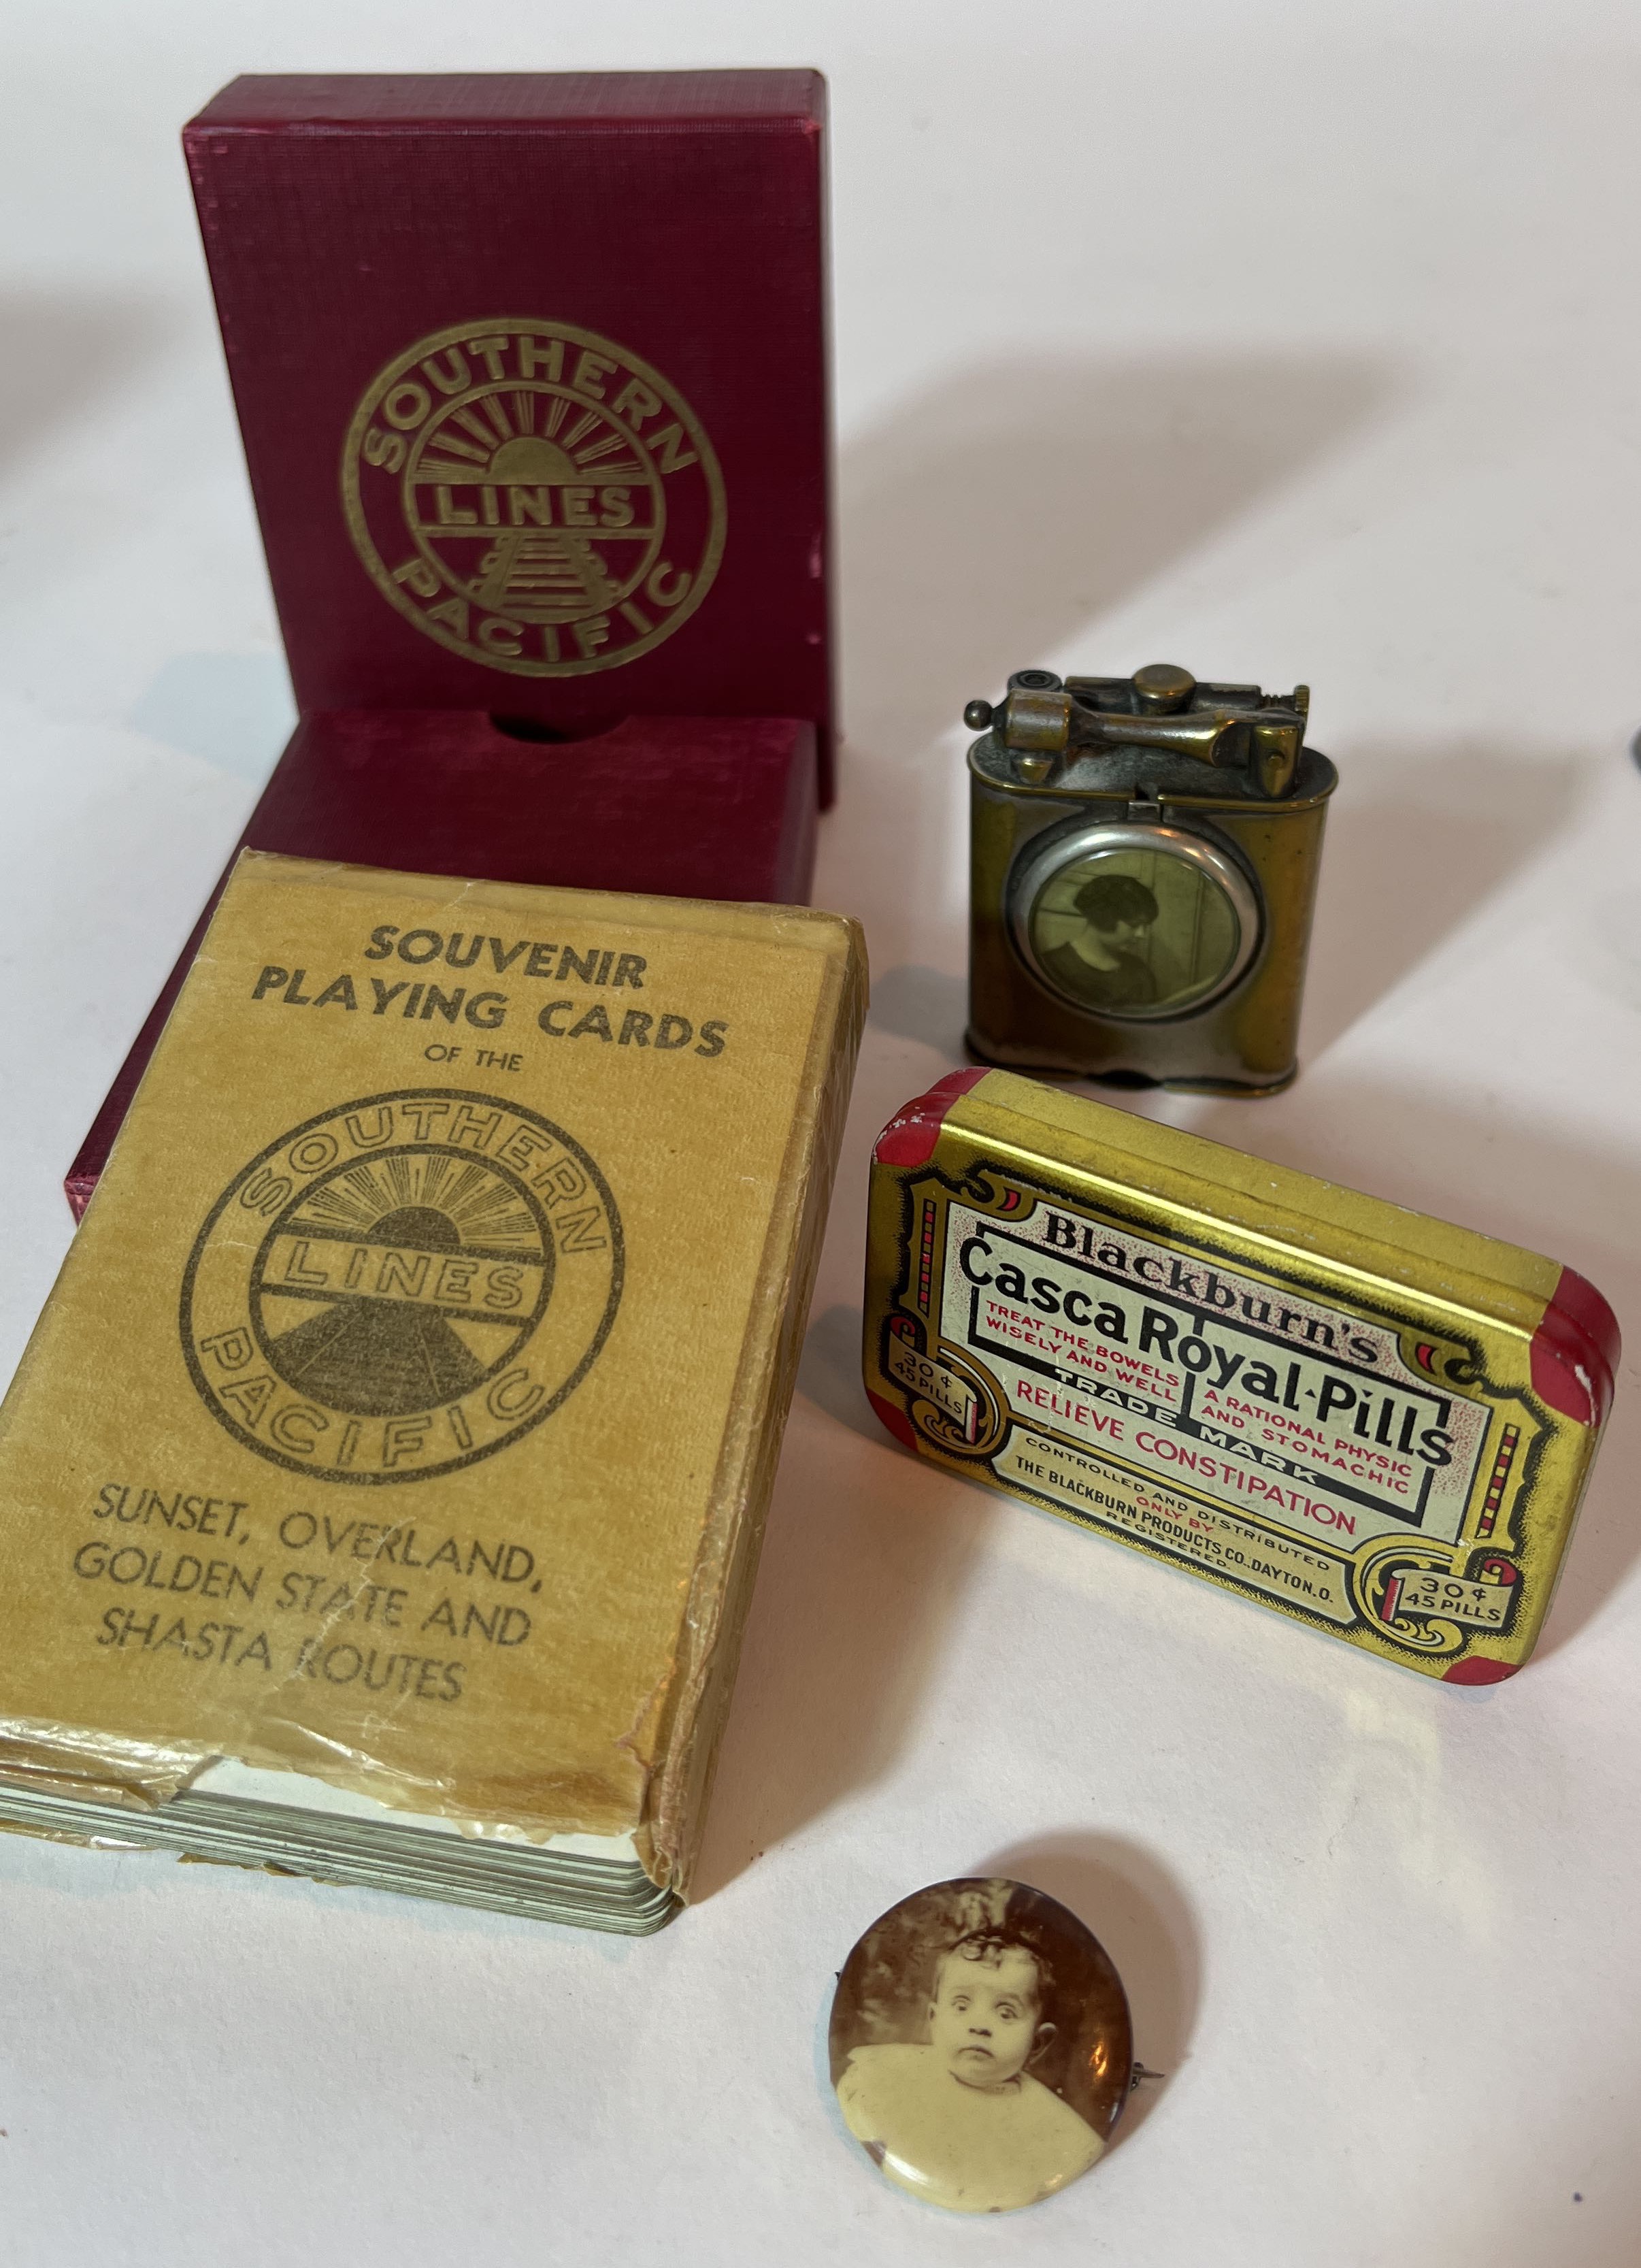 SOUTHERN
LINES
PACIFIC
SOUVENIR
PLAYING CARDS
OF THE
SOUTHERN
LINES
PACIFIC
SUNSET, OVERLAND,
GOLDEN STATE AND
SHASTA ROUTES
Blackburn's
Casca Royal-Pills
TREAT THE BOWELS
WISELY AND WELL
A RATIONAL PHYSIC
AND STOMACHIC
TRADE MARK
RELIEVE CONSTIPATION
CONTROLLED AND DISTRIBUTED
ONLY BY
THE BLACKBURN PRODUCTS CO., DAYTON, O.
REGISTERED
30¢
45 PILLS
30¢
45 PILLS